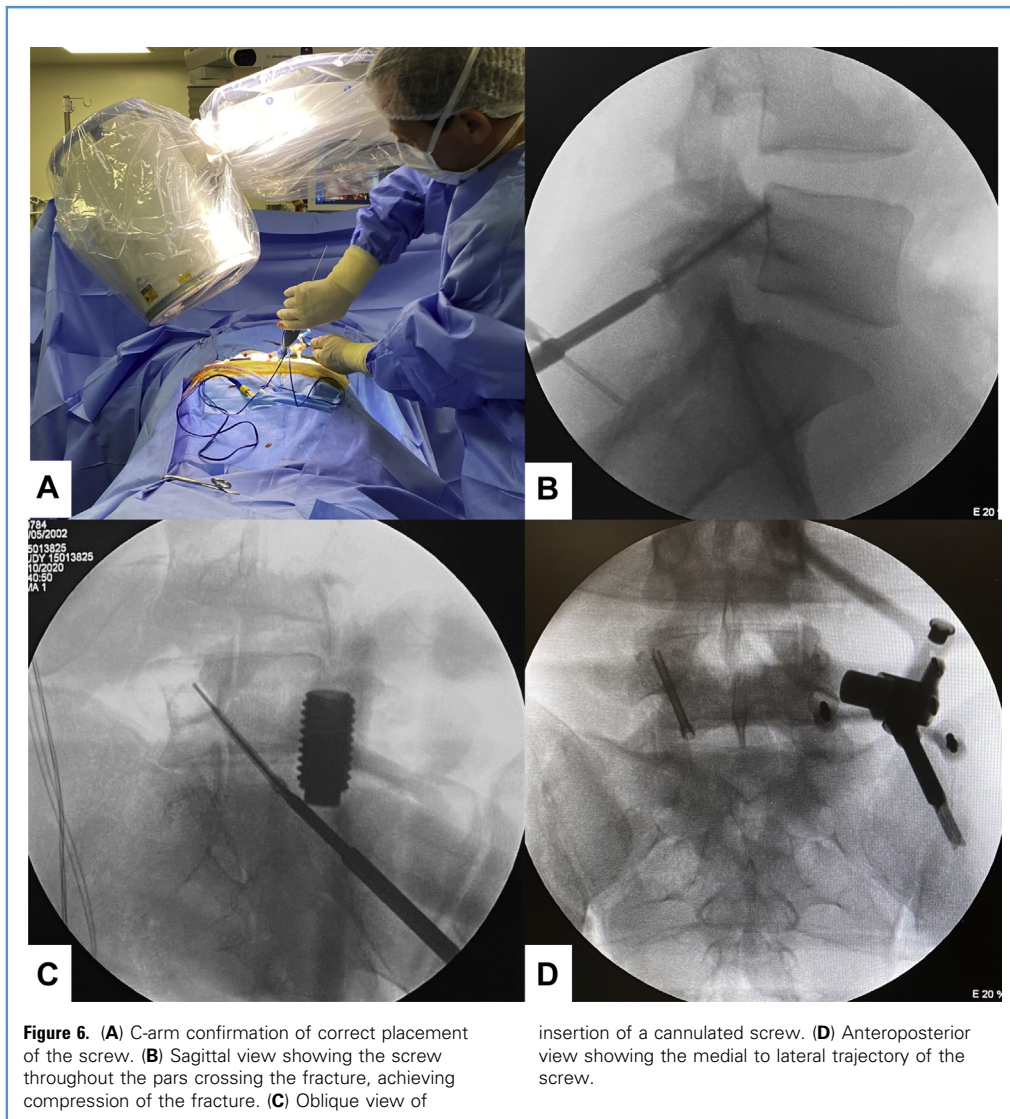 A
B
E 20 %
0784
/05/2002
5013825
UDY 15013825
10/2020
40:50
MA 1
C
D
E 20 %
Figure 6. (A) C-arm confirmation of correct placement
of the screw. (B) Sagittal view showing the screw
throughout the pars crossing the fracture, achieving
compression of the fracture. (C) Oblique view of
insertion of a cannulated screw. (D) Anteroposterior
view showing the medial to lateral trajectory of the
screw.